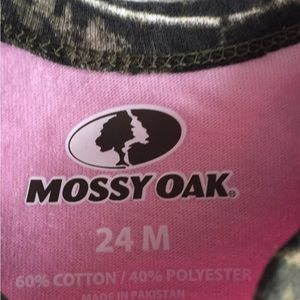 MOSSY OAK®
24 M
60% COTTON / 40% POLYESTER
MADE IN PAKISTAN